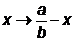 x → a/b − x